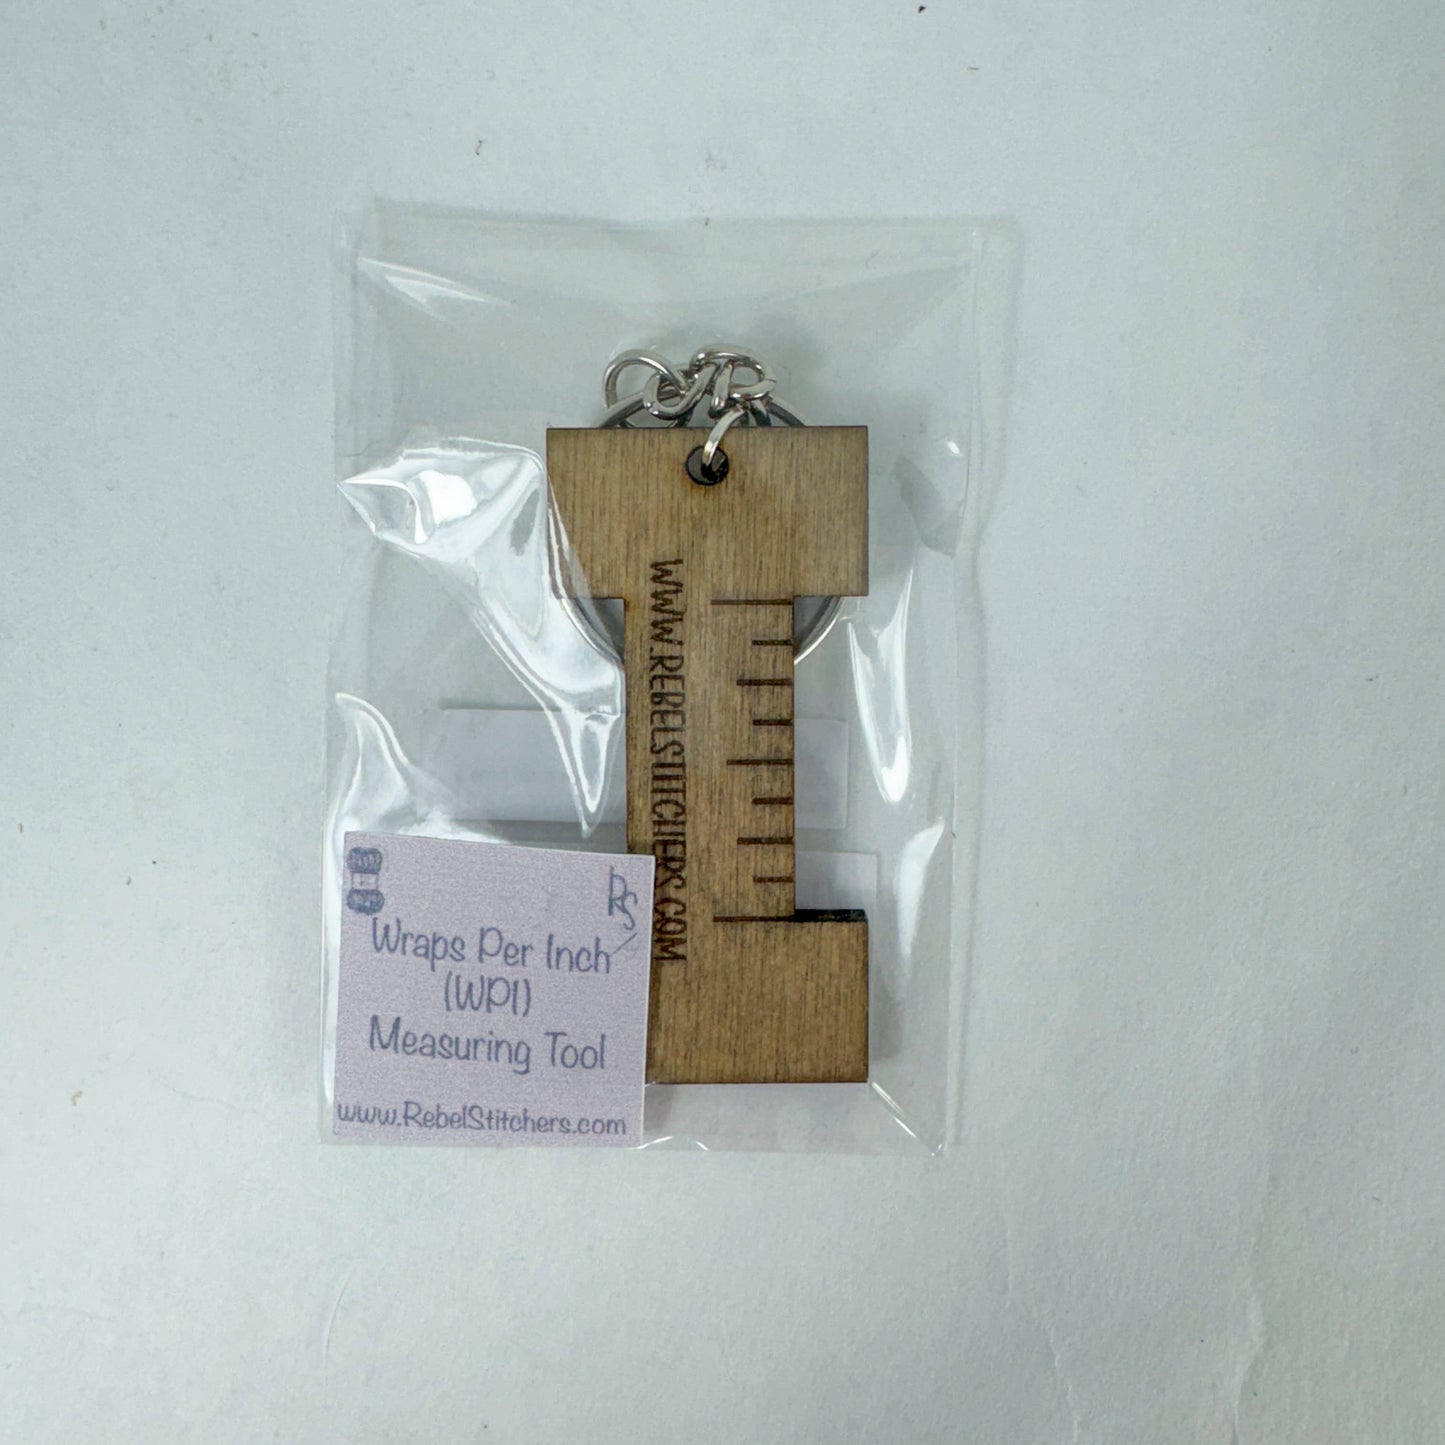 WWW.REBELSTITCHERS.COM
RS
Wraps Per Inch
(WPI)
Measuring Tool
www.RebelStitchers.com